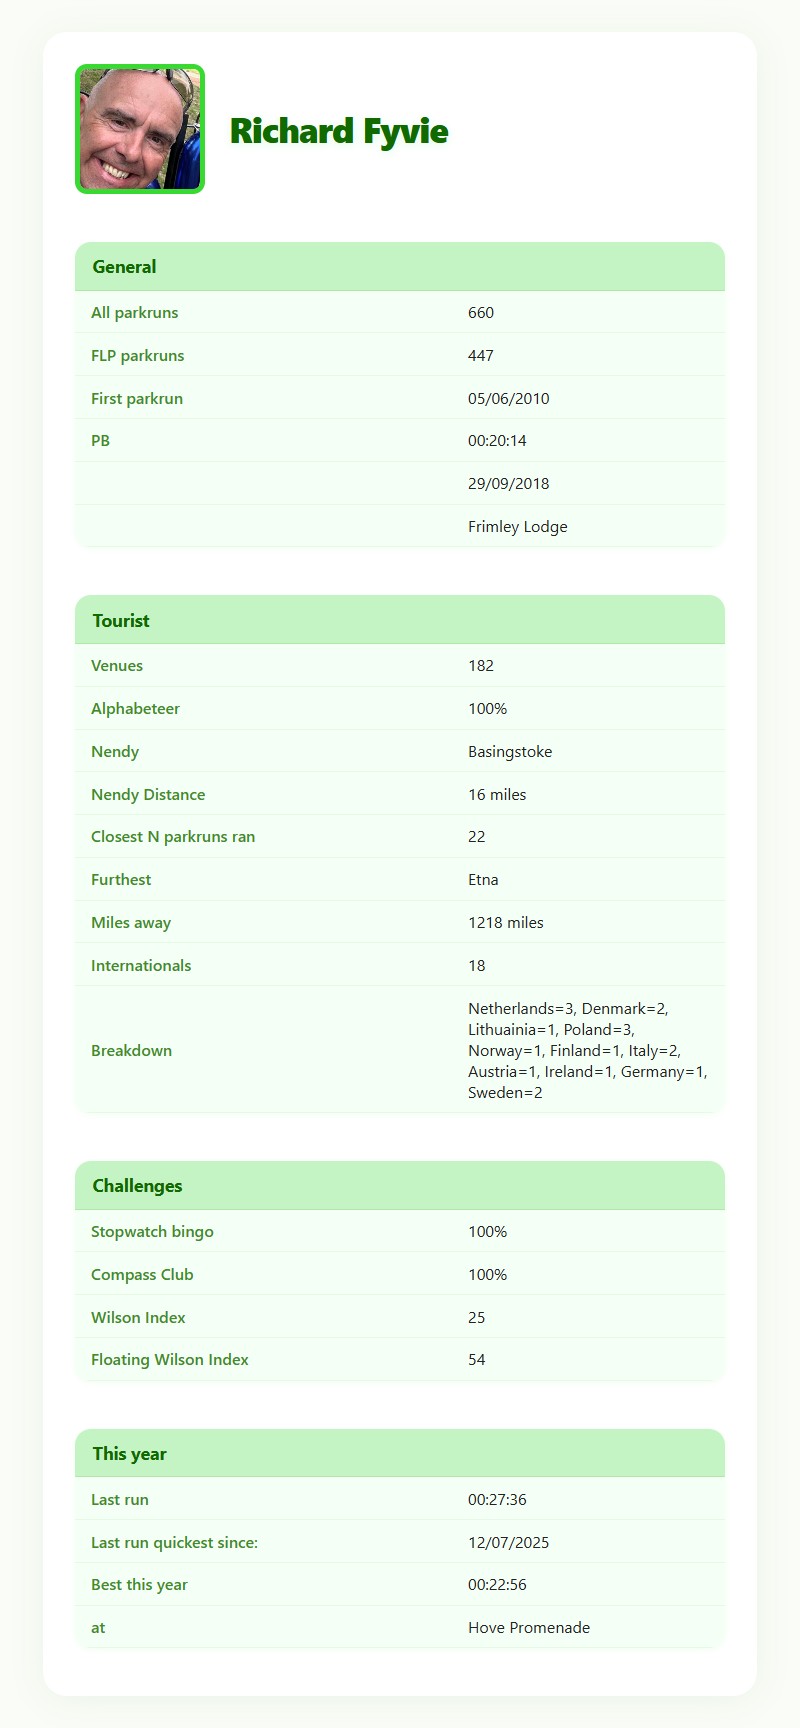 Richard Fyvie
General
All parkruns 660
FLP parkruns 447
First parkrun 05/06/2010
PB 00:20:14
29/09/2018
Frimley Lodge
Tourist
Venues 182
Alphabeteer 100%
Nendy Basingstoke
Nendy Distance 16 miles
Closest N parkruns ran 22
Furthest Etna
Miles away 1218 miles
Internationals 18
Breakdown
Netherlands=3, Denmark=2,
Lithuainia=1, Poland=3,
Norway=1, Finland=1, Italy=2,
Austria=1, Ireland=1, Germany=1,
Sweden=2
Challenges
Stopwatch bingo 100%
Compass Club 100%
Wilson Index 25
Floating Wilson Index 54
This year
Last run 00:27:36
Last run quickest since: 12/07/2025
Best this year 00:22:56
at Hove Promenade